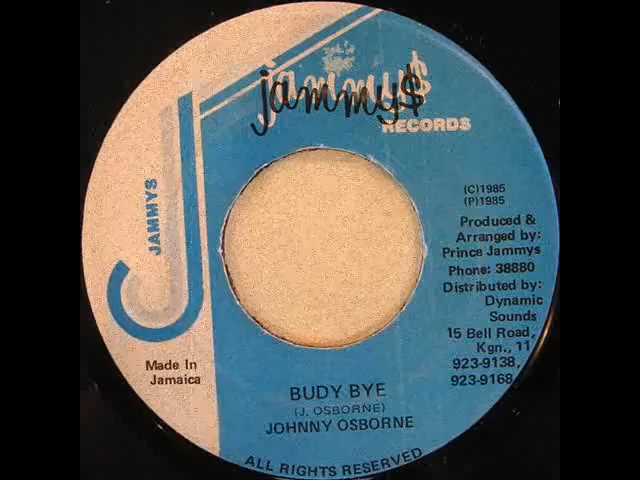 jammy$
RECORDS
JAMMYS
(C)1985
(P)1985
Produced &
Arranged by:
Prince Jammys
Phone: 38880
Distributed by:
Dynamic
Sounds
15 Bell Road,
Kgn., 11
923-9138,
923-9168
Made In
Jamaica
BUDY BYE
(J. OSBORNE)
JOHNNY OSBORNE
ALL RIGHTS RESERVED